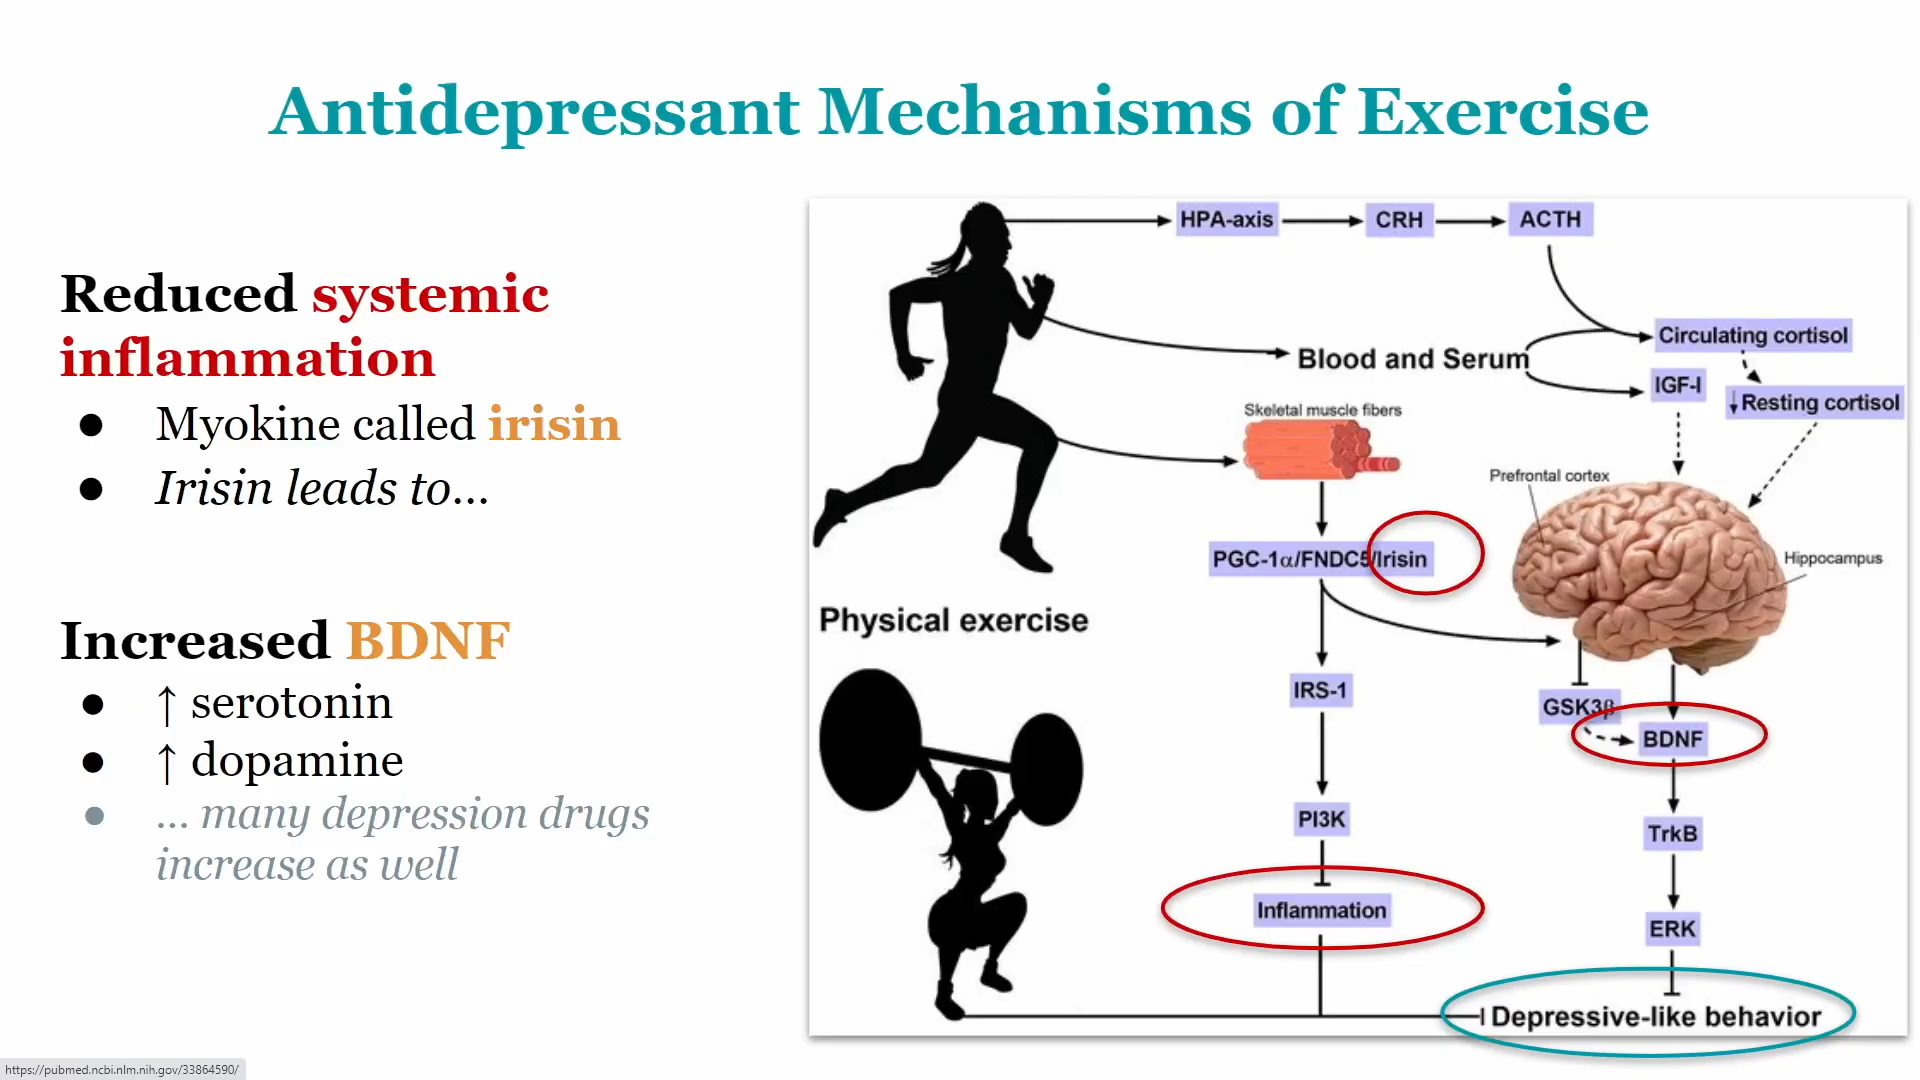 Antidepressant Mechanisms of Exercise
Reduced systemic
inflammation
● Myokine called irisin
● Irisin leads to...
Increased BDNF
● ↑ serotonin
● ↑ dopamine
● ... many depression drugs
increase as well
HPA-axis
CRH
ACTH
Circulating cortisol
Blood and Serum
IGF-I
↓ Resting cortisol
Skeletal muscle fibers
Prefrontal cortex
Hippocampus
PGC-1α/FNDC5/Irisin
Physical exercise
IRS-1
GSK3β
BDNF
PI3K
TrkB
Inflammation
ERK
Depressive-like behavior
https://pubmed.ncbi.nlm.nih.gov/33864590/